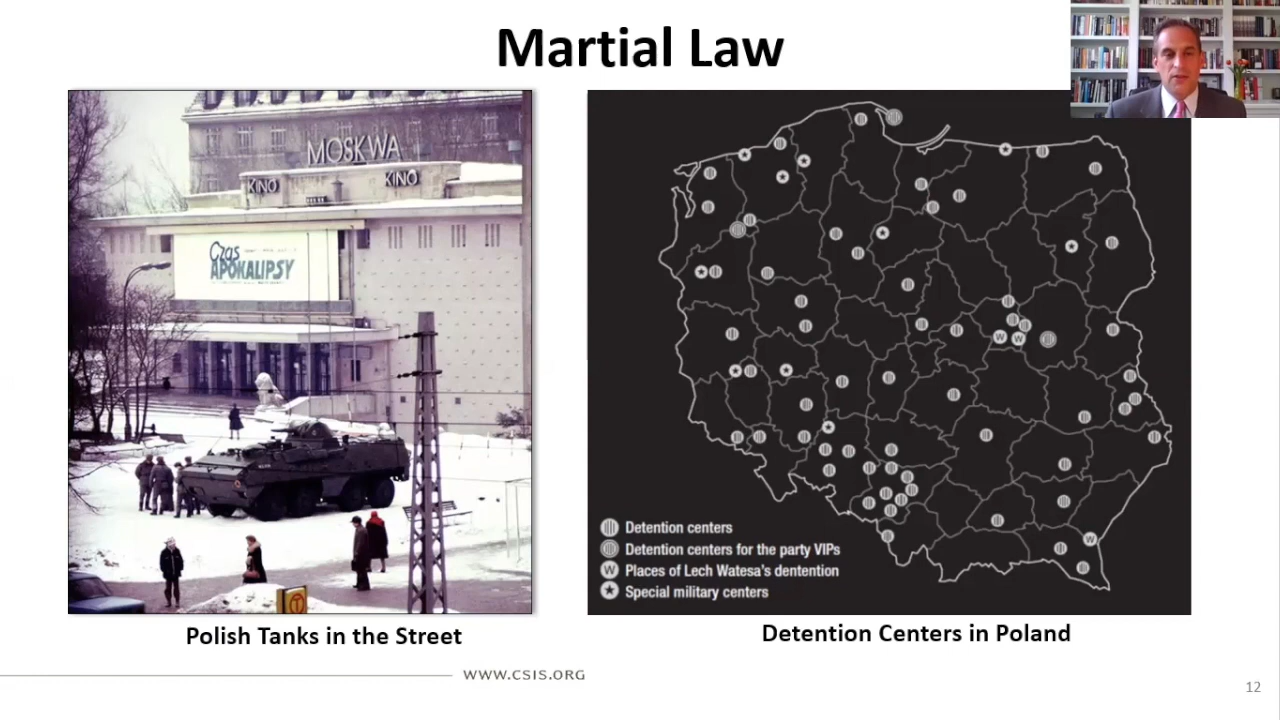 Martial Law
MOSKWA
KINO
KINO
Czas
APOKALIPSY
Detention centers
Detention centers for the party VIPs
W Places of Lech Watesa's dentention
Special military centers
W
W
W
Polish Tanks in the Street
Detention Centers in Poland
WWW.CSIS.ORG
12